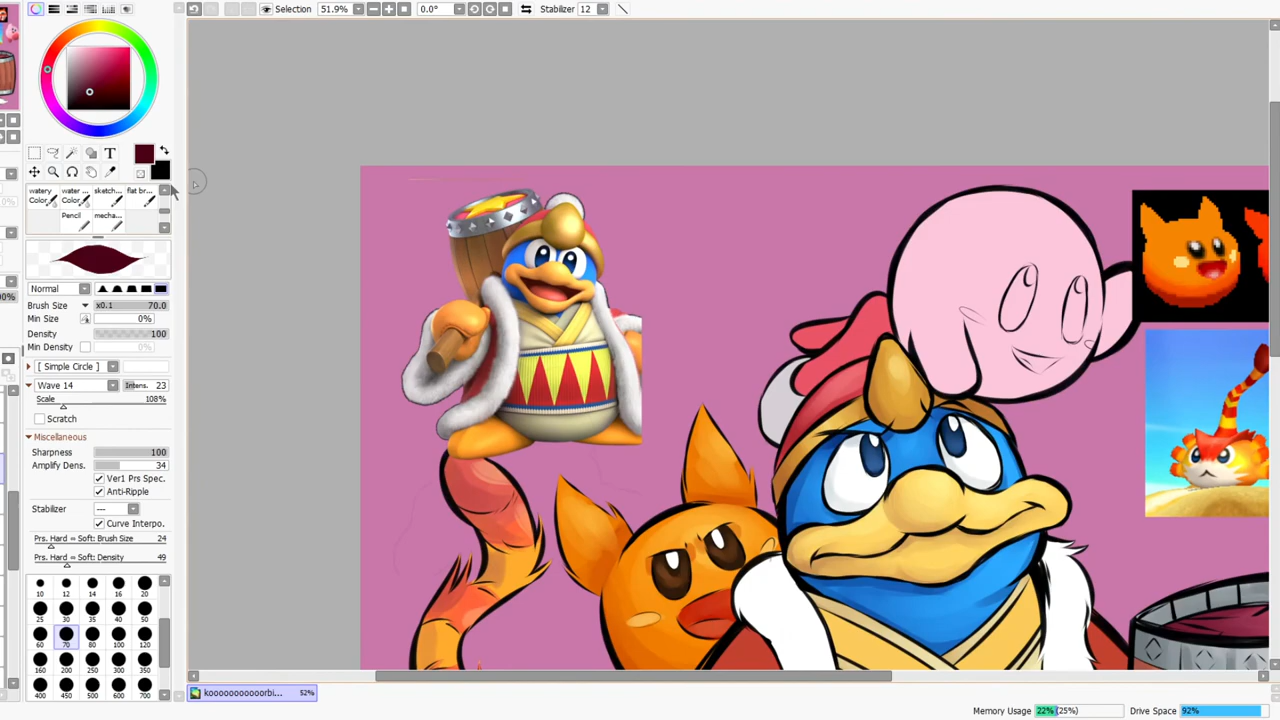 Selection 51.9% 0.0° Stabilizer 12
T
watery Color... water ... Color... sketch... flat br...
Pencil mecha...
Normal
Brush Size x0.1 70.0
Min Size 0%
Density 100
Min Density 0%
[ Simple Circle ]
Wave 14 Intens. 23
Scale 108%
Scratch
Miscellaneous
Sharpness 100
Amplify Dens. 34
Ver1 Prs Spec.
Anti-Ripple
Stabilizer ---
Curve Interpo.
Prs. Hard ⇔ Soft: Brush Size 24
Prs. Hard ⇔ Soft: Density 49
10 12 14 16 20
25 30 35 40 50
60 70 80 100 120
160 200 250 300 350
400 450 500 600 700
koooooooooorbi... 52%
Memory Usage 22% (25%) Drive Space 92%